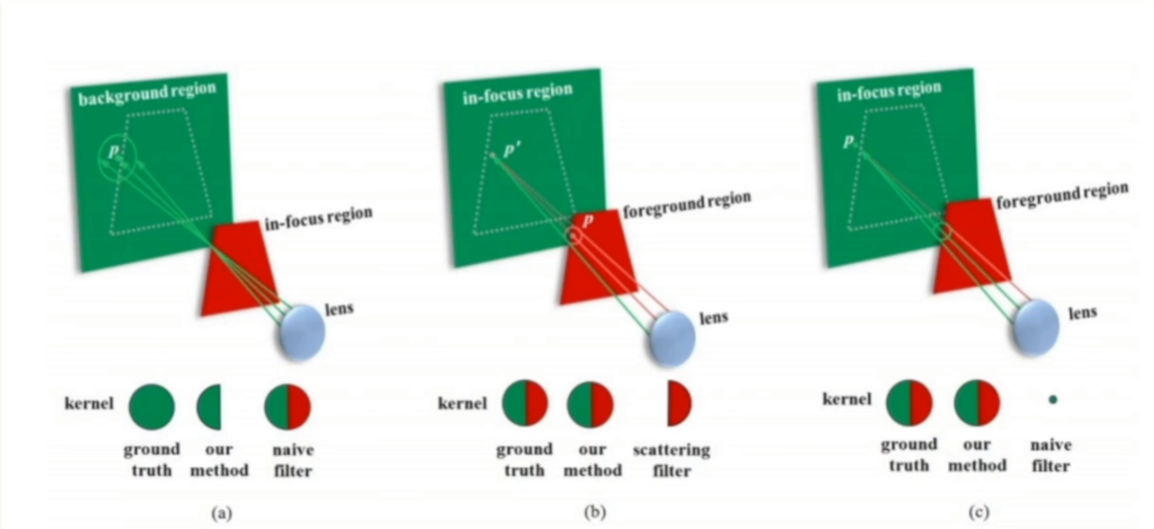 background region
p
in-focus region
lens
kernel
ground truth
our method
naive filter
(a)
in-focus region
p'
p
foreground region
lens
kernel
ground truth
our method
scattering filter
(b)
in-focus region
p
foreground region
lens
kernel
ground truth
our method
naive filter
(c)